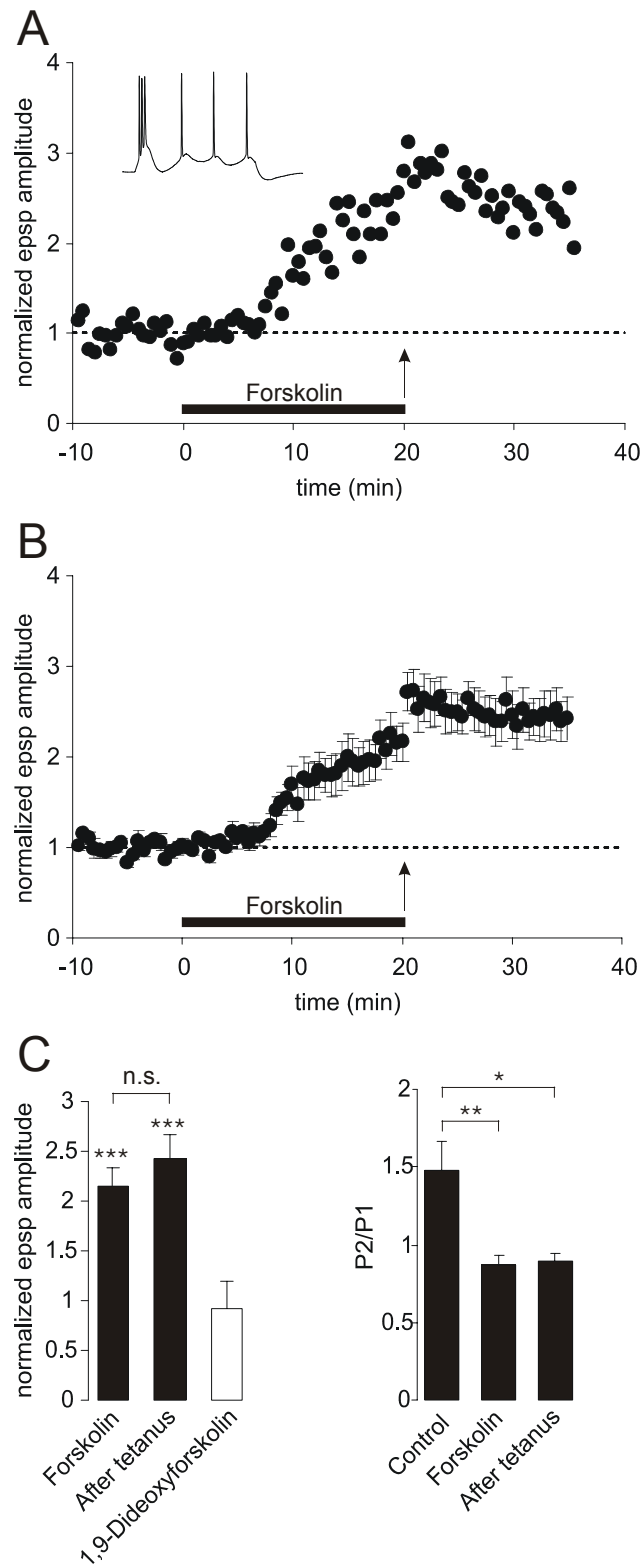 A
normalized epsp amplitude
4
3
2
1
0
Forskolin
-10 0 10 20 30 40
time (min)
B
normalized epsp amplitude
4
3
2
1
0
Forskolin
-10 0 10 20 30 40
time (min)
C
normalized epsp amplitude
3
2.5
2
1
0.5
0
n.s.
***
***
Forskolin
After tetanus
1,9-Dideoxyforskolin
P2/P1
2
1.5
1
0.5
0
*
**
Control
Forskolin
After tetanus